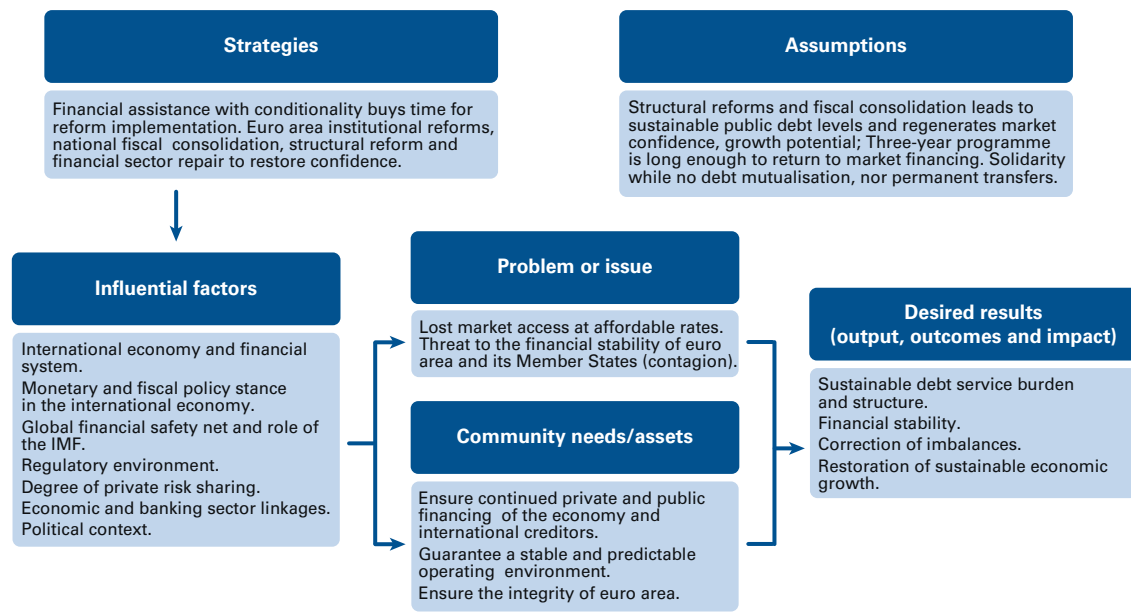 Strategies
Financial assistance with conditionality buys time for
reform implementation. Euro area institutional reforms,
national fiscal consolidation, structural reform and
financial sector repair to restore confidence.
Assumptions
Structural reforms and fiscal consolidation leads to
sustainable public debt levels and regenerates market
confidence, growth potential; Three-year programme
is long enough to return to market financing. Solidarity
while no debt mutualisation, nor permanent transfers.
Influential factors
International economy and financial
system.
Monetary and fiscal policy stance
in the international economy.
Global financial safety net and role of
the IMF.
Regulatory environment.
Degree of private risk sharing.
Economic and banking sector linkages.
Political context.
Problem or issue
Lost market access at affordable rates.
Threat to the financial stability of euro
area and its Member States (contagion).
Community needs/assets
Ensure continued private and public
financing of the economy and
international creditors.
Guarantee a stable and predictable
operating environment.
Ensure the integrity of euro area.
Desired results
(output, outcomes and impact)
Sustainable debt service burden
and structure.
Financial stability.
Correction of imbalances.
Restoration of sustainable economic
growth.